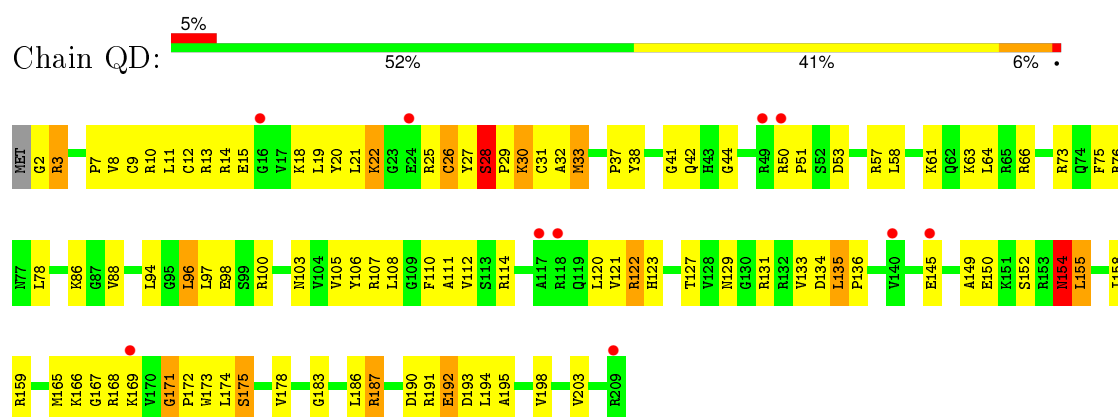 5%
Chain QD:
52% 41% 6% •
MET G2 R3 P7 V8 C9 R10 L11 C12 R13 R14 E15 G16 V17 K18 L19 Y20 L21 K22 G23 E24 R25 C26 Y27 S28 P29 K30 C31 A32 M33 P37 Y38 G41 Q42 H43 G44 R49 R50 P51 S52 D53 R57 L58 K61 Q62 K63 L64 R65 R66 R73 Q74 F75 R76
N77 L78 K86 G87 V88 L94 G95 L96 L97 E98 S99 R100 N103 V104 V105 Y106 R107 L108 G109 F110 A111 V112 S113 R114 A117 R118 Q119 L120 V121 R122 H123 T127 V128 N129 G130 R131 R132 V133 D134 L135 P136 V140 E145 A149 E150 K151 S152 R153 N154 L155 I158
R159 M165 K166 G167 R168 K169 V170 G171 P172 W173 L174 S175 V178 G183 L186 R187 D190 R191 E192 D193 L194 A195 V198 V203 R209